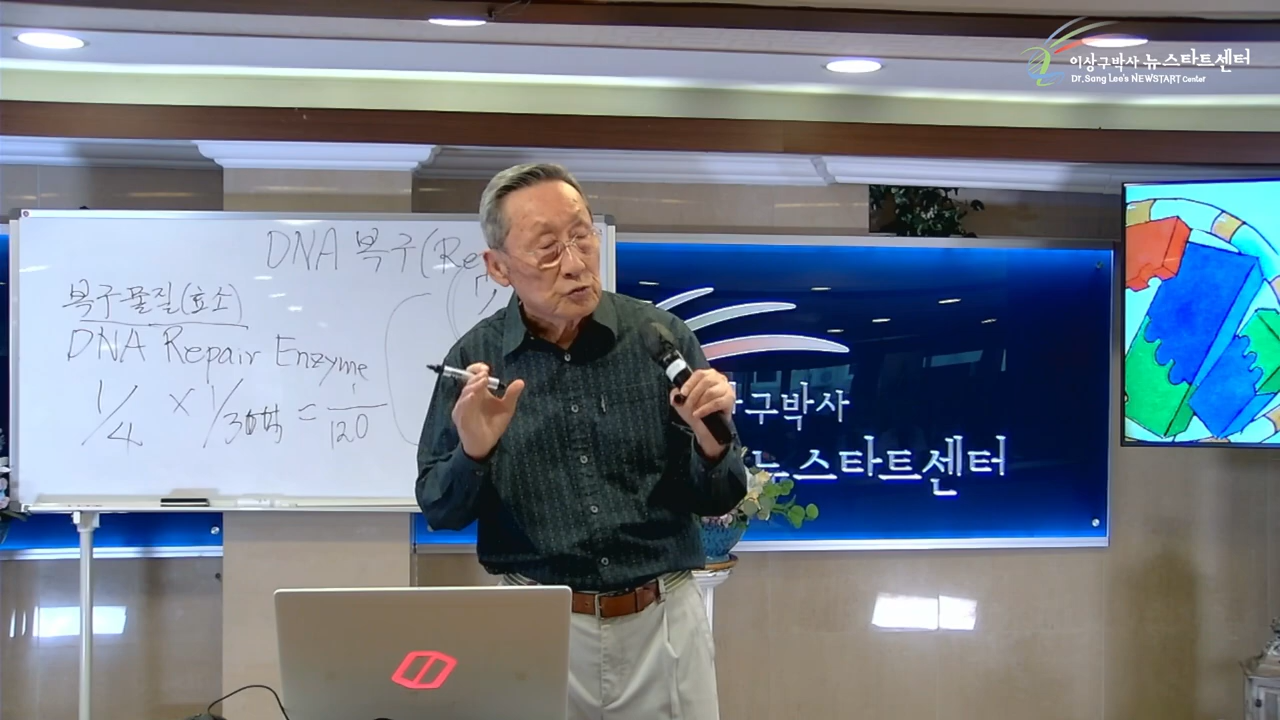 이상구박사 뉴스타트센터
Dr. Sang Lee's NEWSTART Center
DNA 복구(Re
복구물질(효소)
DNA Repair Enzyme
1/4 × 1/30억 = 1/120
구박사
뉴스타트센터